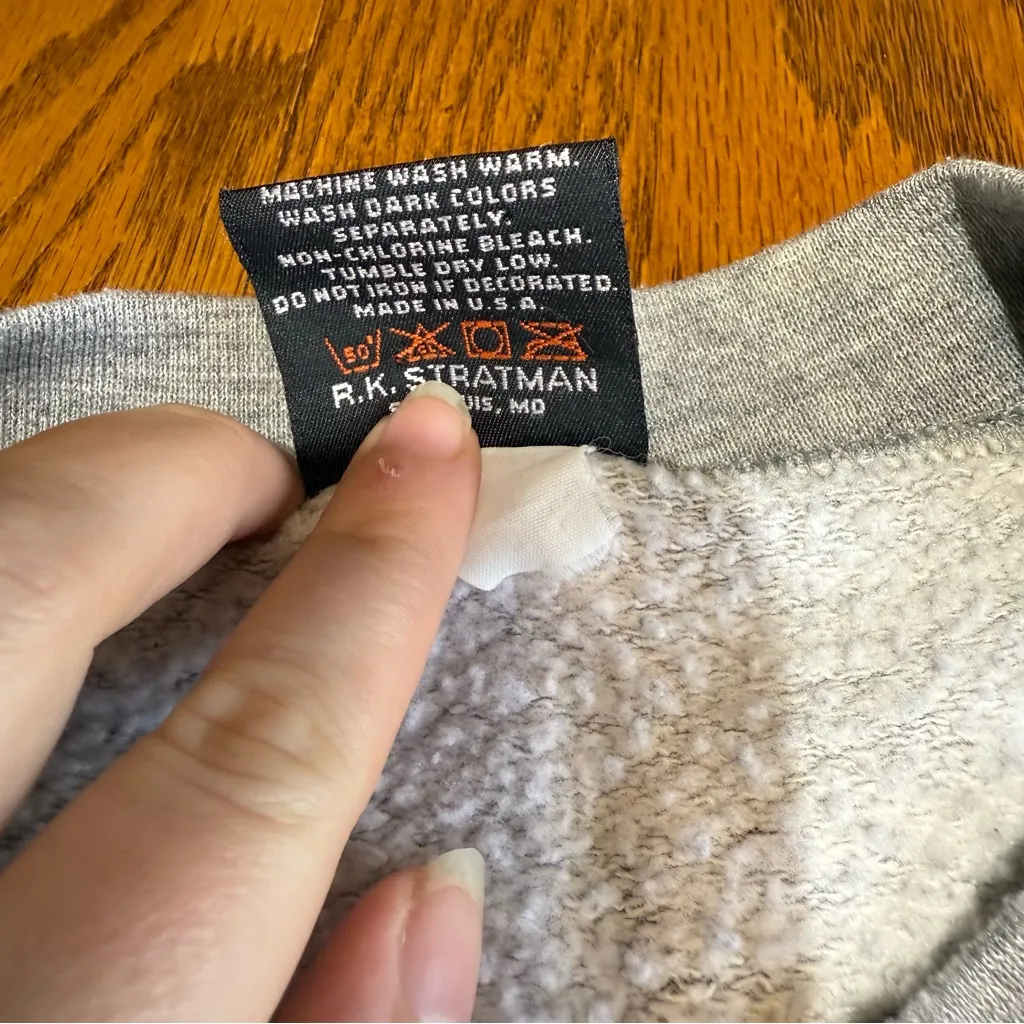 MACHINE WASH WARM.
WASH DARK COLORS
SEPARATELY.
NON-CHLORINE BLEACH.
TUMBLE DRY LOW.
DO NOT IRON IF DECORATED.
MADE IN U.S.A.
50° CL
R.K. STRATMAN
MO